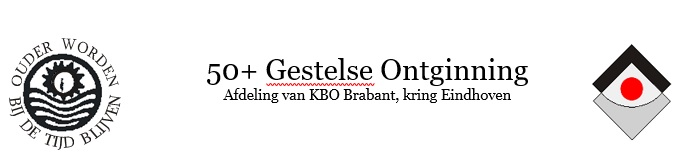 OUDER WORDEN
BIJ DE TIJD BLIJVEN
50+ Gestelse Ontginning
Afdeling van KBO Brabant, kring Eindhoven